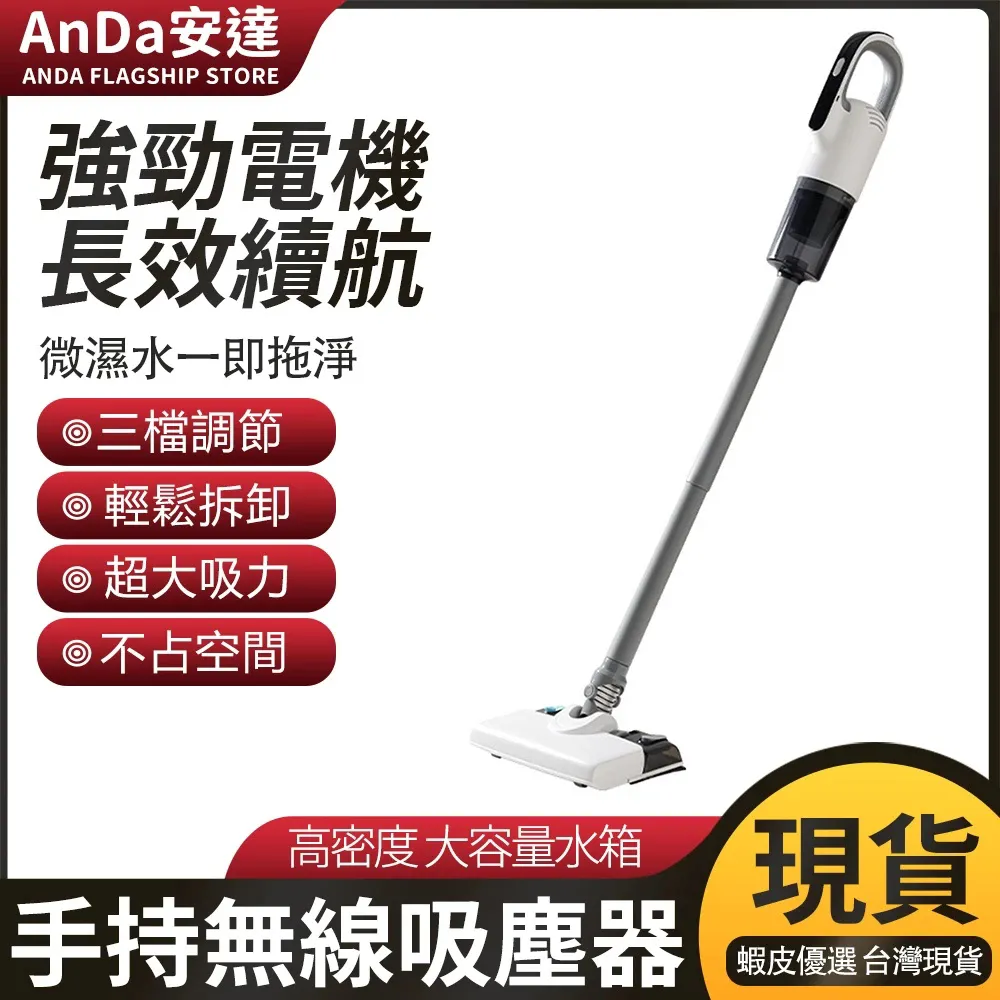 AnDa安達
ANDA FLAGSHIP STORE
強勁電機
長效續航
微濕水一即拖淨
三檔調節
輕鬆拆卸
超大吸力
不占空間
高密度 大容量水箱
手持無線吸塵器
現貨
蝦皮優選 台灣現貨